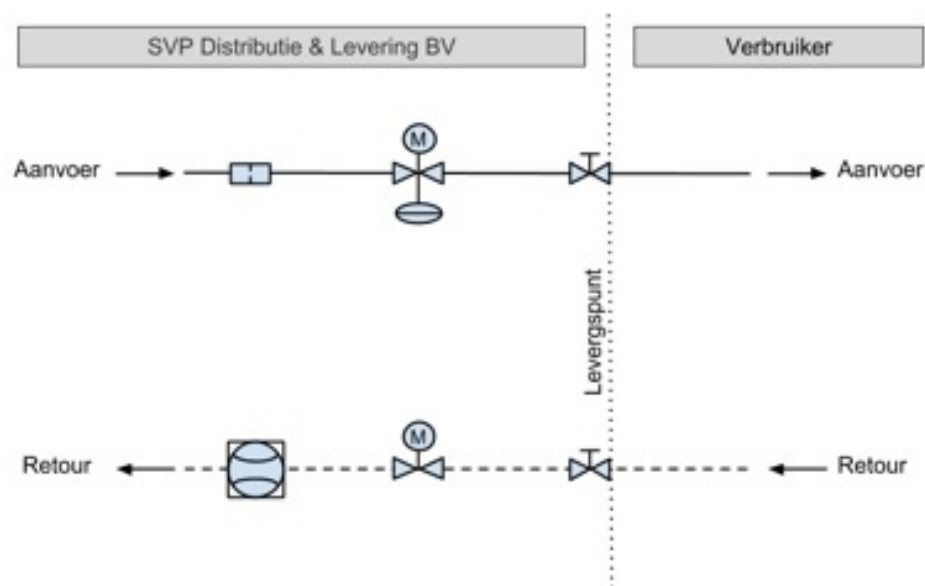 SVP Distributie & Levering BV
Verbruiker
M
Aanvoer
Aanvoer
Levergspunt
M
Retour
Retour